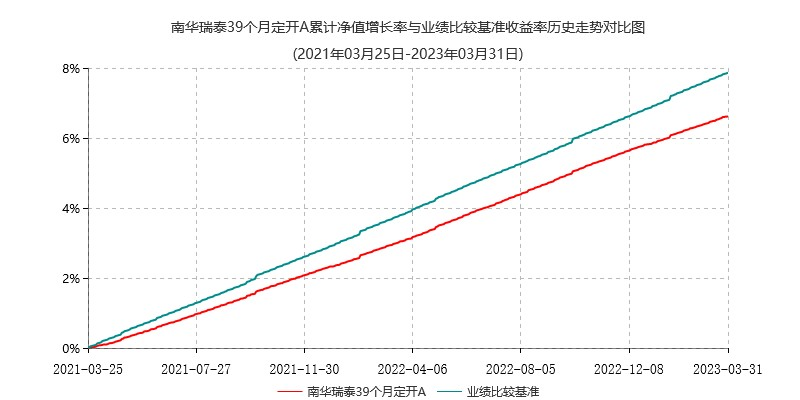 南华瑞泰39个月定开A累计净值增长率与业绩比较基准收益率历史走势对比图
(2021年03月25日-2023年03月31日)
8%
6%
4%
2%
0%
2021-03-25 2021-07-27 2021-11-30 2022-04-06 2022-08-05 2022-12-08 2023-03-31
南华瑞泰39个月定开A 业绩比较基准